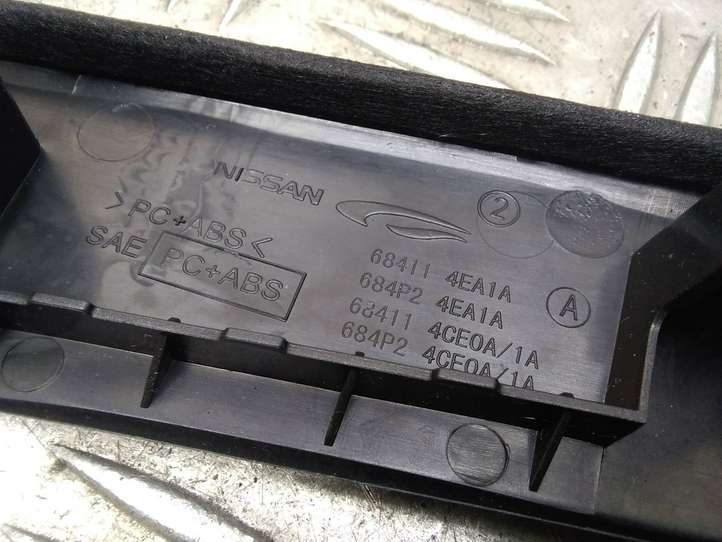 NISSAN
>PC+ABS<
SAE PC+ABS
2
68411 4EA1A
684P2 4EA1A
68411 4CE0A/1A
684P2 4CE0A/1A
A